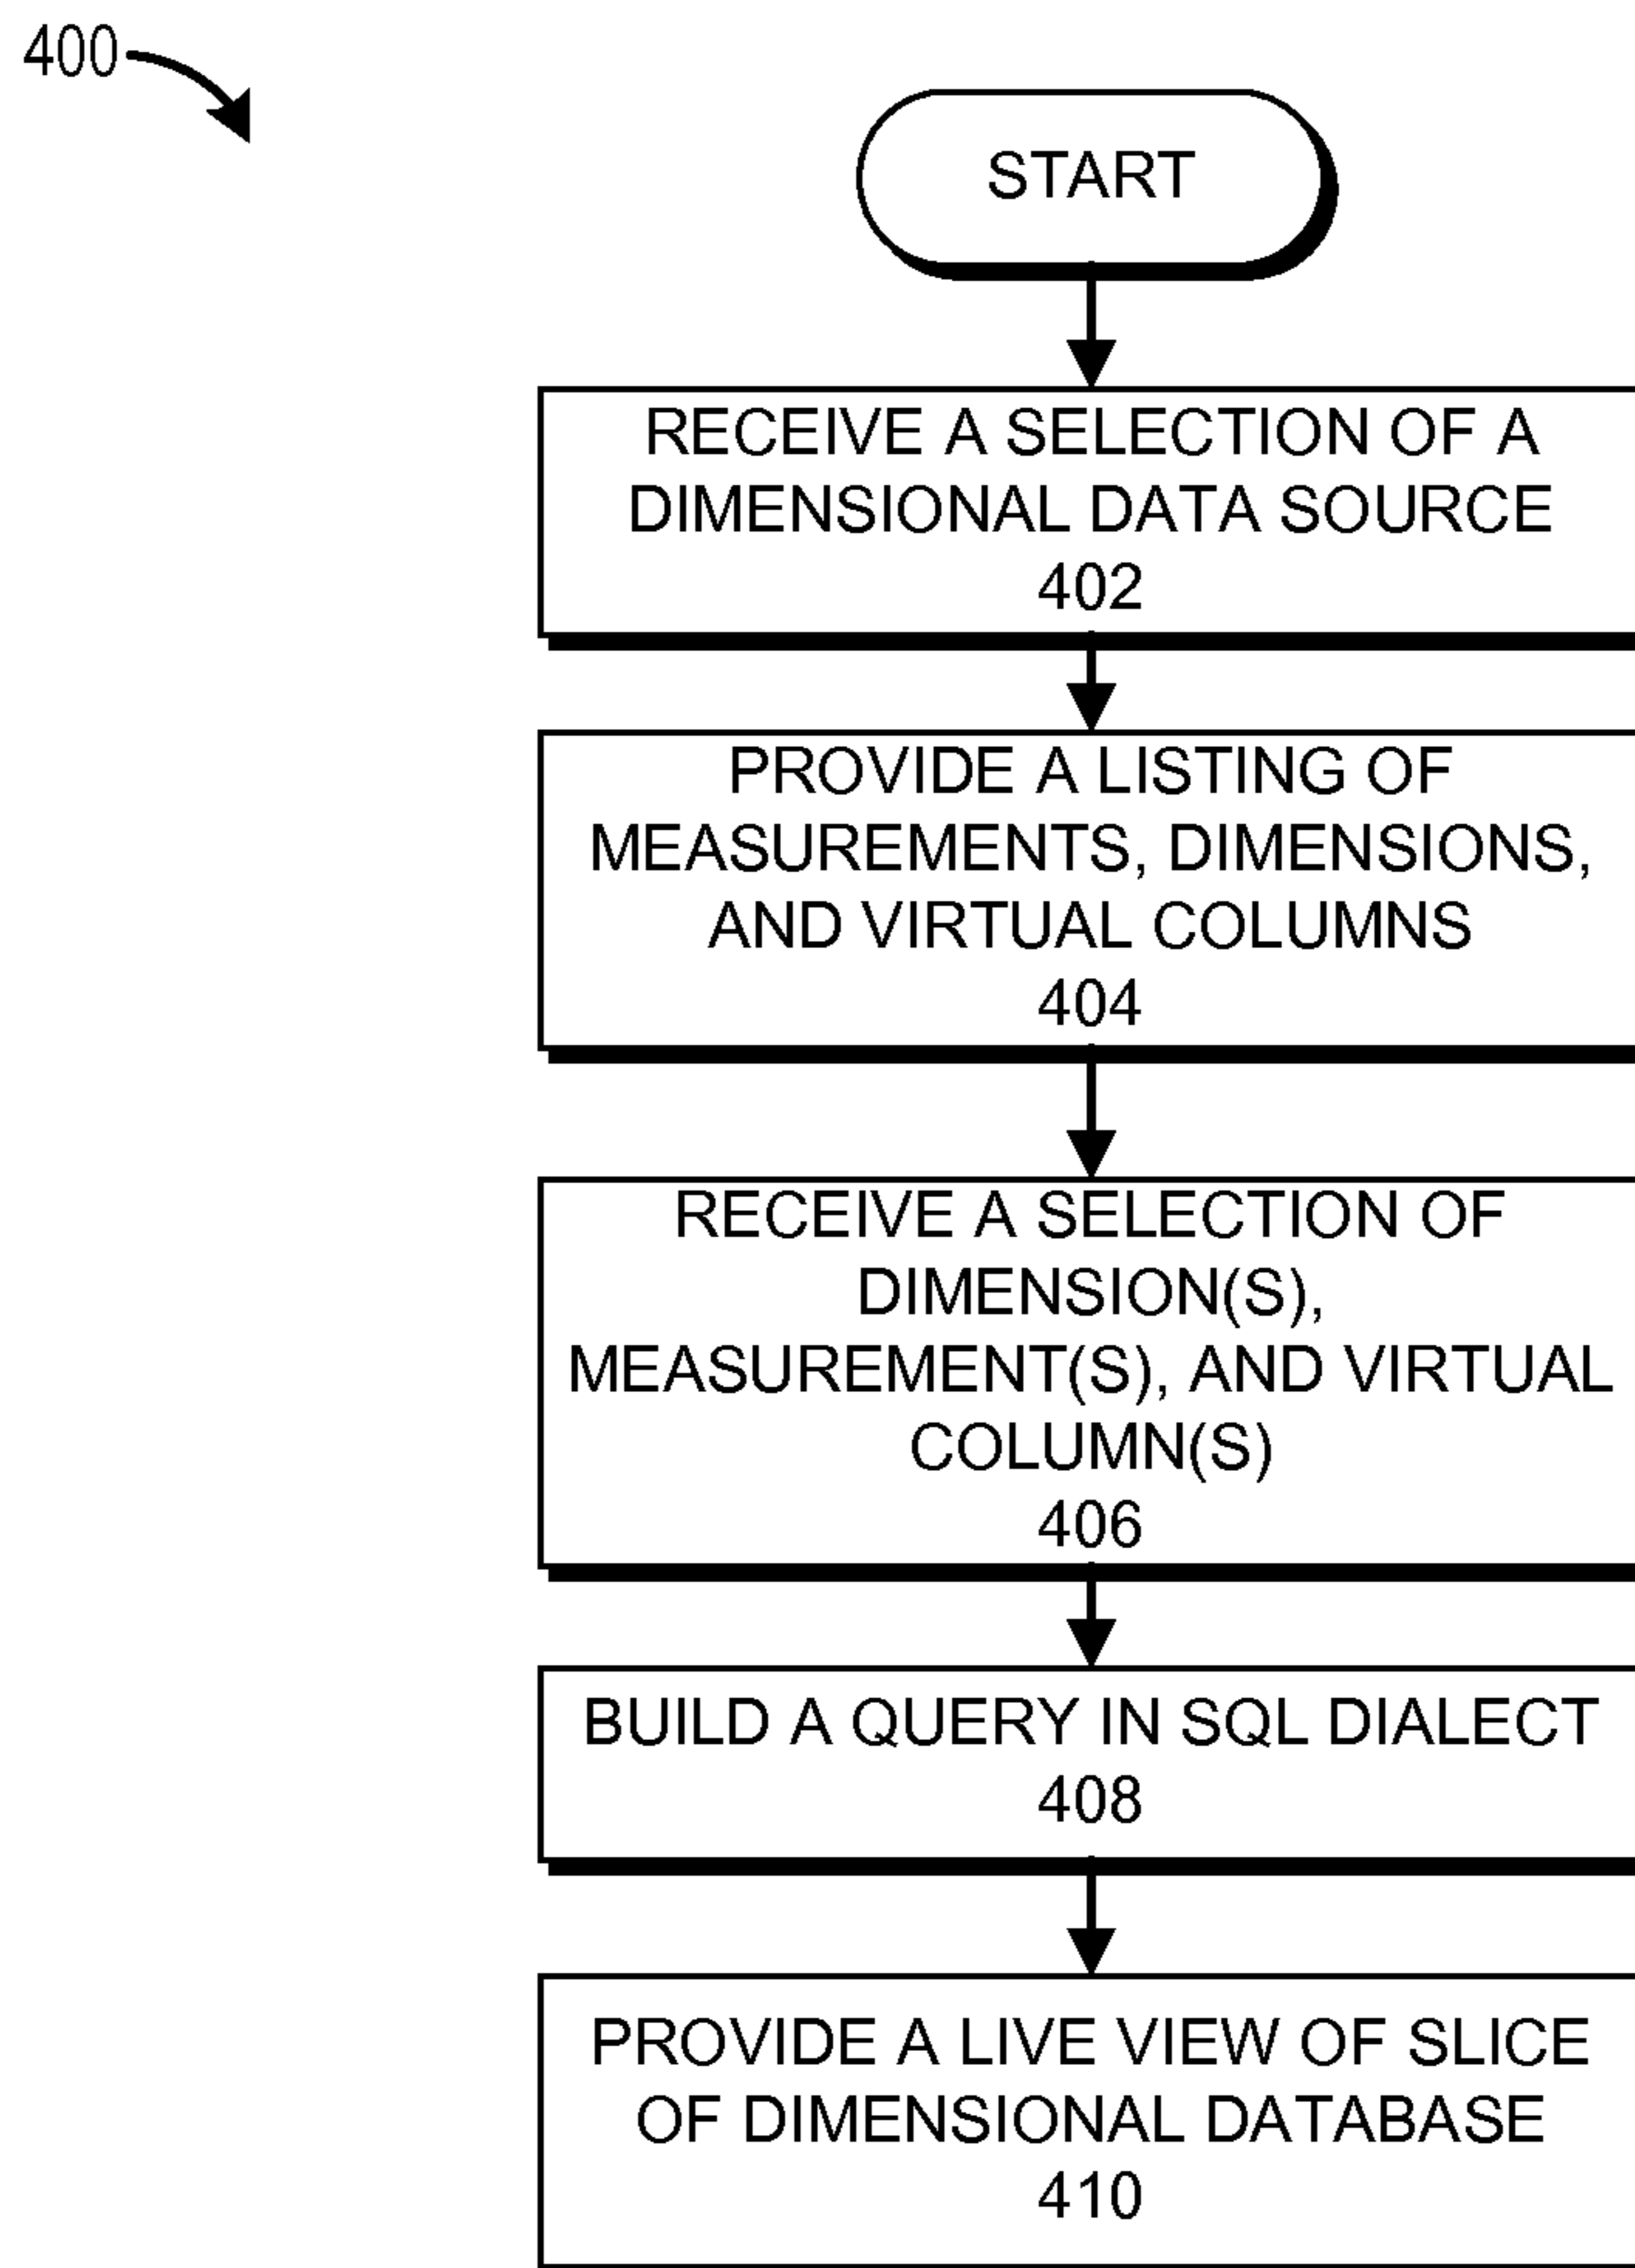 400
START
RECEIVE A SELECTION OF A
DIMENSIONAL DATA SOURCE
402
PROVIDE A LISTING OF
MEASUREMENTS, DIMENSIONS,
AND VIRTUAL COLUMNS
404
RECEIVE A SELECTION OF
DIMENSION(S),
MEASUREMENT(S), AND VIRTUAL
COLUMN(S)
406
BUILD A QUERY IN SQL DIALECT
408
PROVIDE A LIVE VIEW OF SLICE
OF DIMENSIONAL DATABASE
410